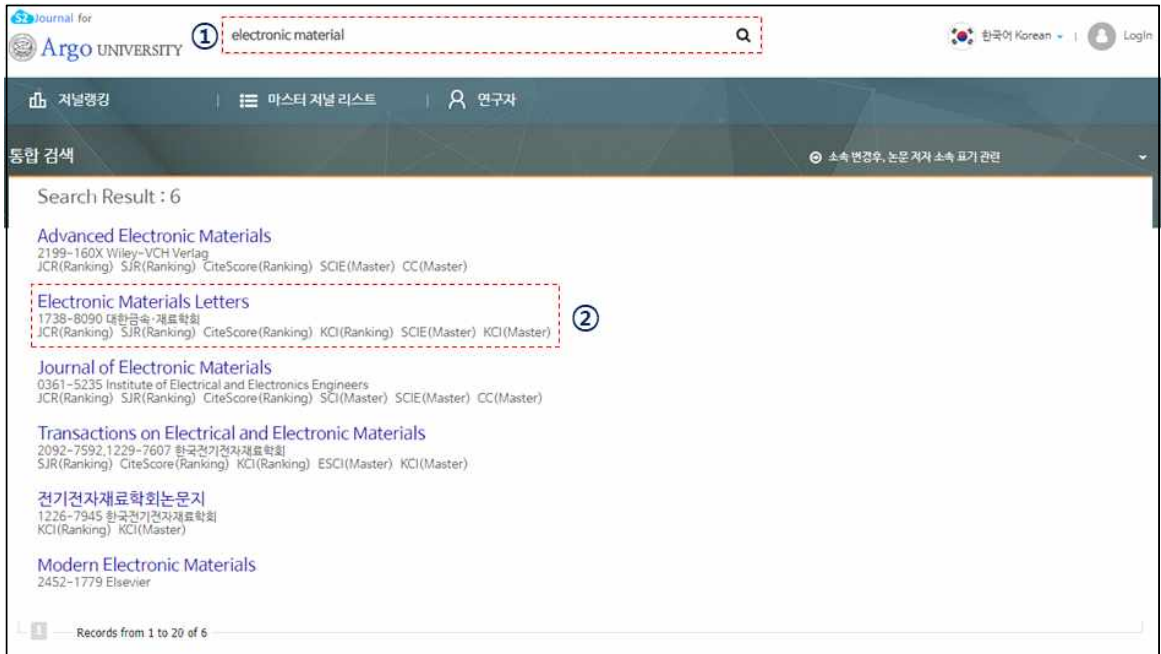 S2Journal for
Argo UNIVERSITY
① electronic material
한국어 Korean
Login
저널랭킹
마스터 저널 리스트
연구자
통합 검색
소속 변경후, 논문 저자 소속 표기 관련
Search Result : 6
Advanced Electronic Materials
2199-160X Wiley-VCH Verlag
JCR(Ranking) SJR(Ranking) CiteScore(Ranking) SCIE(Master) CC(Master)
Electronic Materials Letters
1738-8090 대한금속·재료학회
JCR(Ranking) SJR(Ranking) CiteScore(Ranking) KCI(Ranking) SCIE(Master) KCI(Master)
②
Journal of Electronic Materials
0361-5235 Institute of Electrical and Electronics Engineers
JCR(Ranking) SJR(Ranking) CiteScore(Ranking) SCI(Master) SCIE(Master) CC(Master)
Transactions on Electrical and Electronic Materials
2092-7592,1229-7607 한국전기전자재료학회
SJR(Ranking) CiteScore(Ranking) KCI(Ranking) ESCI(Master) KCI(Master)
전기전자재료학회논문지
1226-7945 한국전기전자재료학회
KCI(Ranking) KCI(Master)
Modern Electronic Materials
2452-1779 Elsevier
1 Records from 1 to 20 of 6